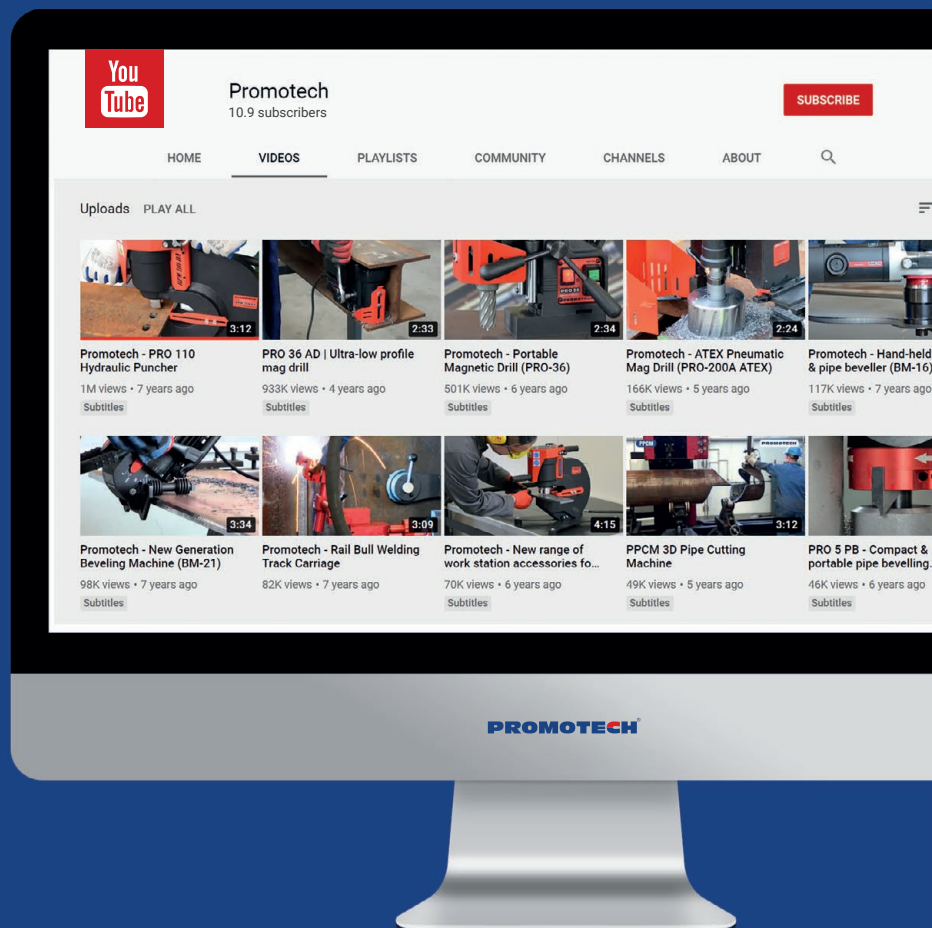 You
Tube
Promotech
10.9 subscribers
SUBSCRIBE
HOME VIDEOS PLAYLISTS COMMUNITY CHANNELS ABOUT
Uploads PLAY ALL
3:12 2:33 2:34 2:24
Promotech - PRO 110 PRO 36 AD | Ultra-low profile Promotech - Portable Promotech - ATEX Pneumatic Promotech - Hand-held
Hydraulic Puncher mag drill Magnetic Drill (PRO-36) Mag Drill (PRO-200A ATEX) & pipe beveller (BM-16)
1M views • 7 years ago 933K views • 4 years ago 501K views • 6 years ago 166K views • 5 years ago 117K views • 7 years ago
Subtitles Subtitles Subtitles Subtitles Subtitles
PPCM PROMOTECH
3:34 3:09 4:15 3:12
Promotech - New Generation Promotech - Rail Bull Welding Promotech - New range of PPCM 3D Pipe Cutting PRO 5 PB - Compact &
Beveling Machine (BM-21) Track Carriage work station accessories fo... Machine portable pipe bevelling.
98K views • 7 years ago 82K views • 7 years ago 70K views • 6 years ago 49K views • 5 years ago 46K views • 6 years ago
Subtitles Subtitles Subtitles Subtitles
PROMOTECH